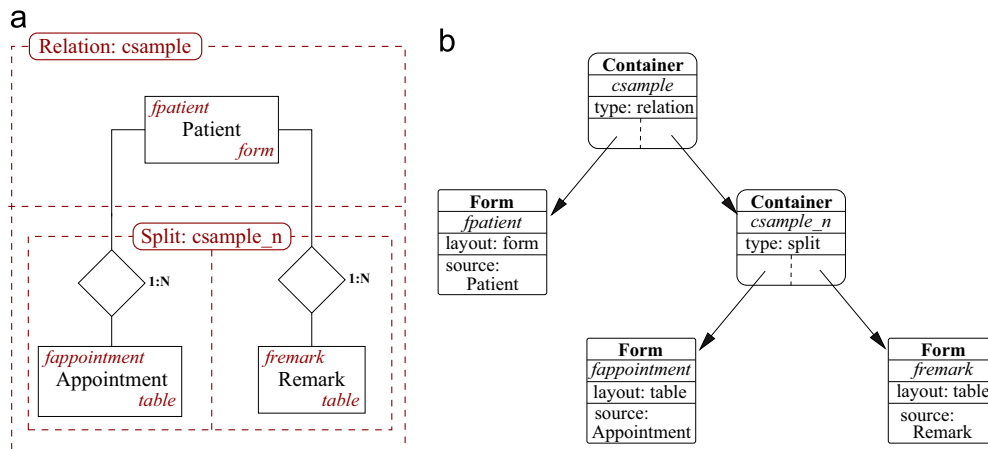 a
Relation: csample
fpatient
Patient
form
Split: csample_n
1:N
1:N
fappointment
Appointment
table
fremark
Remark
table
b
Container
csample
type: relation
Form
fpatient
layout: form
source:
Patient
Container
csample_n
type: split
Form
fappointment
layout: table
source:
Appointment
Form
fremark
layout: table
source:
Remark